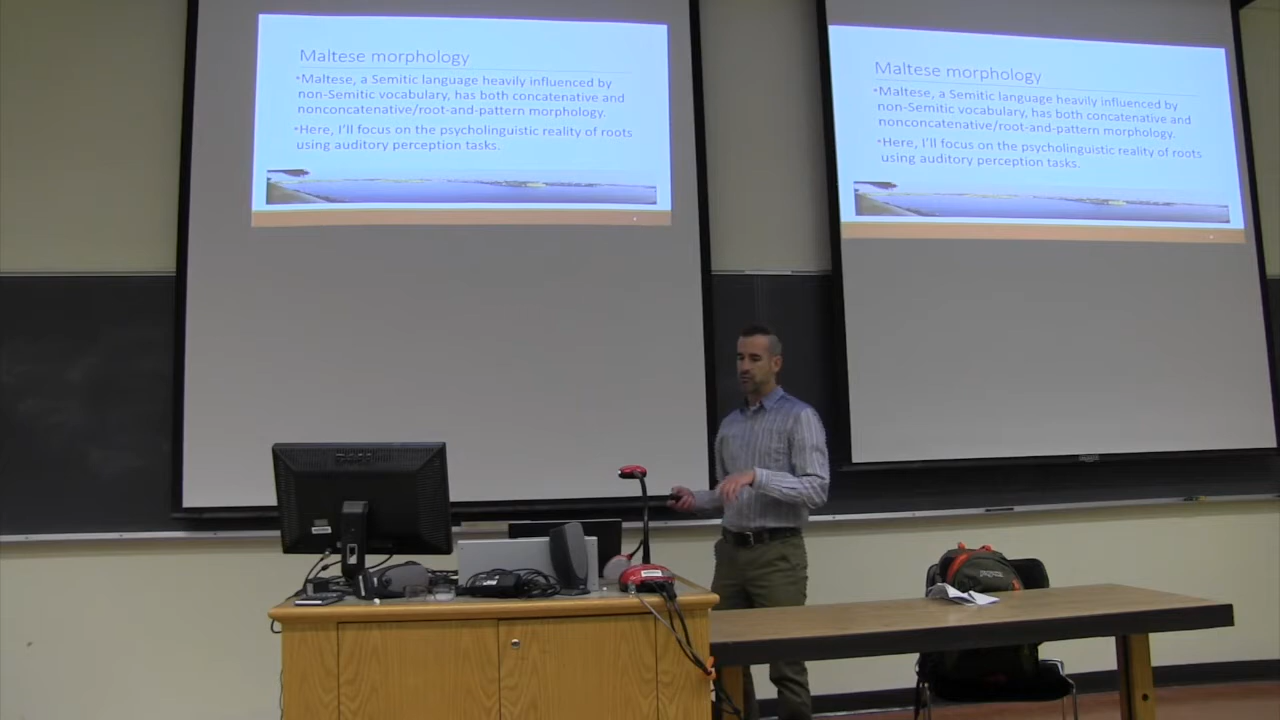 Maltese morphology
•Maltese, a Semitic language heavily influenced by
non-Semitic vocabulary, has both concatenative and
nonconcatenative/root-and-pattern morphology.
•Here, I'll focus on the psycholinguistic reality of roots
using auditory perception tasks.
Maltese morphology
•Maltese, a Semitic language heavily influenced by
non-Semitic vocabulary, has both concatenative and
nonconcatenative/root-and-pattern morphology.
•Here, I'll focus on the psycholinguistic reality of roots
using auditory perception tasks.